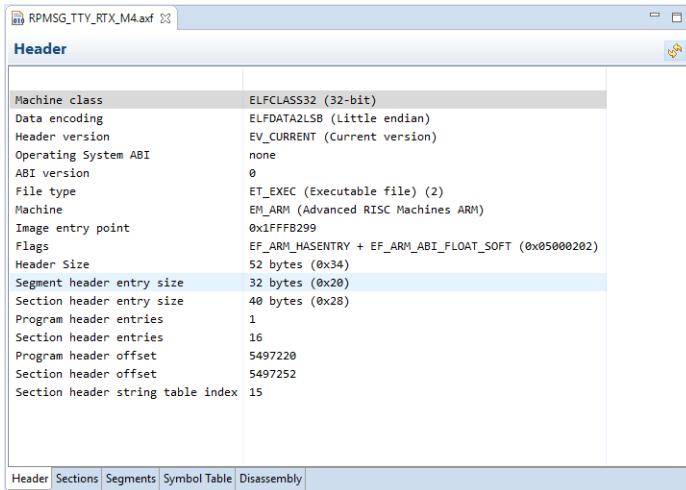 RPMSG_TTY_RTX_M4.axf
Header
Machine class ELFCLASS32 (32-bit)
Data encoding ELFDATA2LSB (Little endian)
Header version EV_CURRENT (Current version)
Operating System ABI none
ABI version 0
File type ET_EXEC (Executable file) (2)
Machine EM_ARM (Advanced RISC Machines ARM)
Image entry point 0x1FFFB299
Flags EF_ARM_HASENTRY + EF_ARM_ABI_FLOAT_SOFT (0x05000202)
Header Size 52 bytes (0x34)
Segment header entry size 32 bytes (0x20)
Section header entry size 40 bytes (0x28)
Program header entries 1
Section header entries 16
Program header offset 5497220
Section header offset 5497252
Section header string table index 15
Header Sections Segments Symbol Table Disassembly